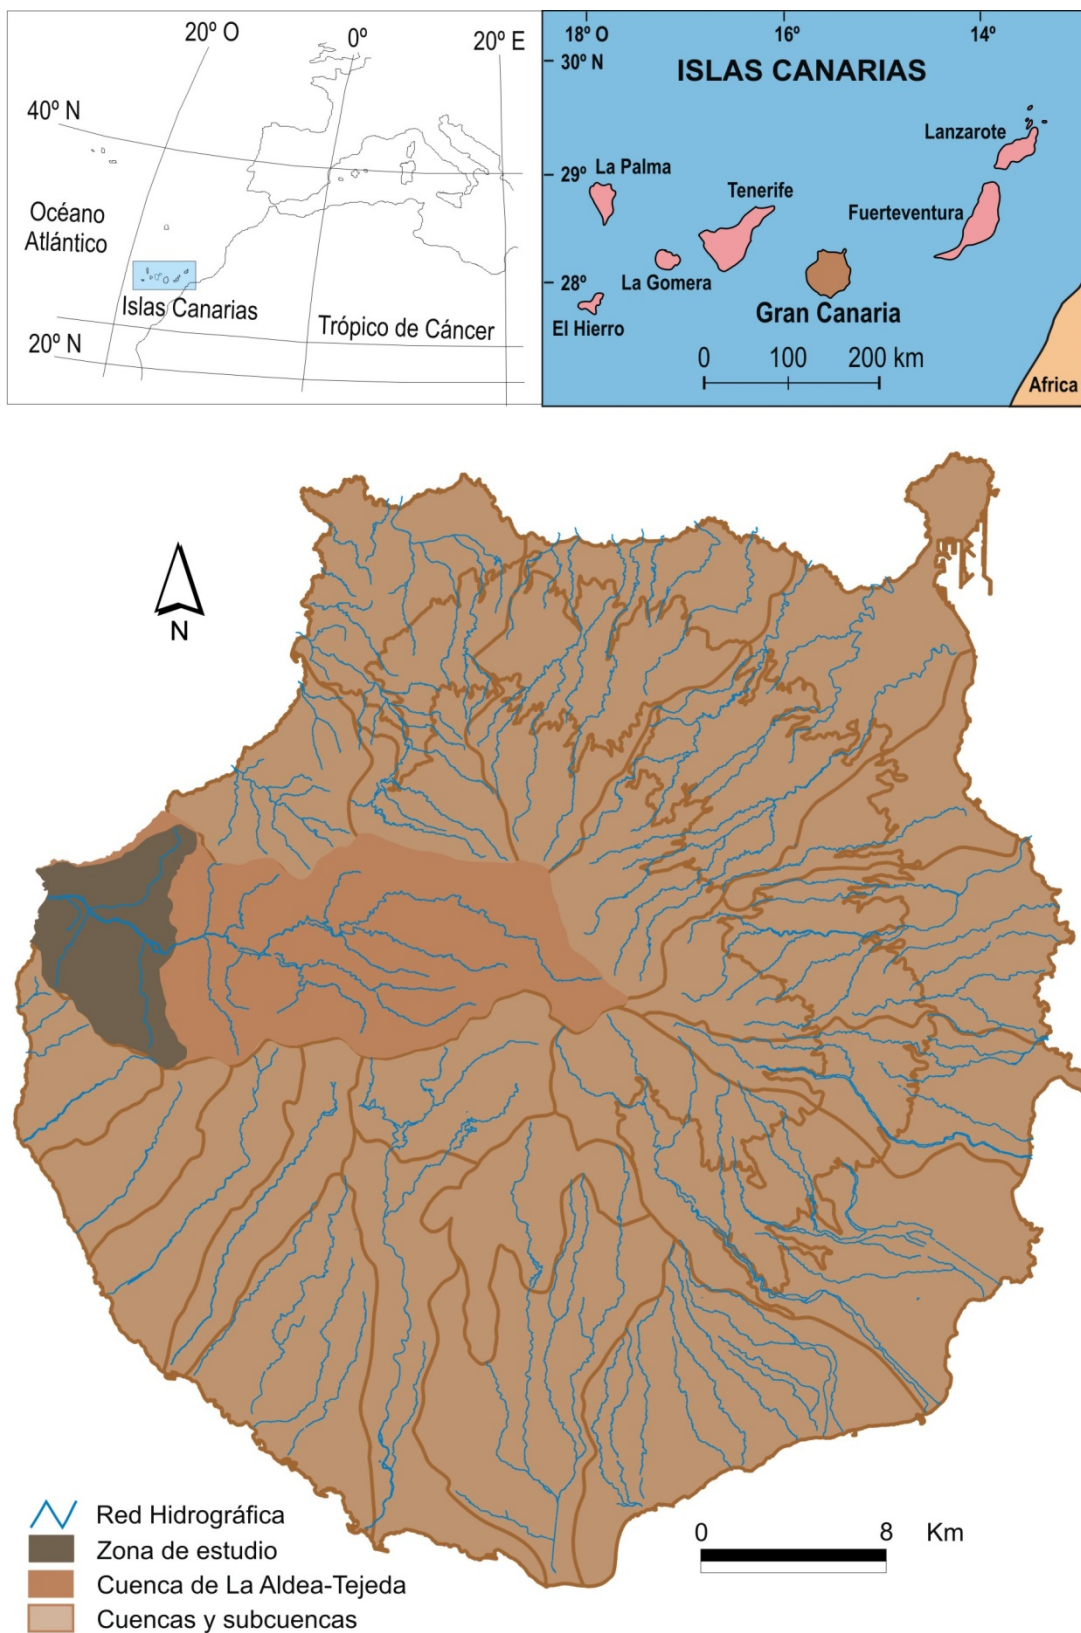 20º O
0º
20º E
40º N
Océano
Atlántico
Islas Canarias
Trópico de Cáncer
20º N
18º O
16º
14º
30º N
ISLAS CANARIAS
Lanzarote
29º
La Palma
Tenerife
Fuerteventura
La Gomera
28º
El Hierro
Gran Canaria
0 100 200 km
Africa
N
Red Hidrográfica
Zona de estudio
Cuenca de La Aldea-Tejeda
Cuencas y subcuencas
0 8 Km